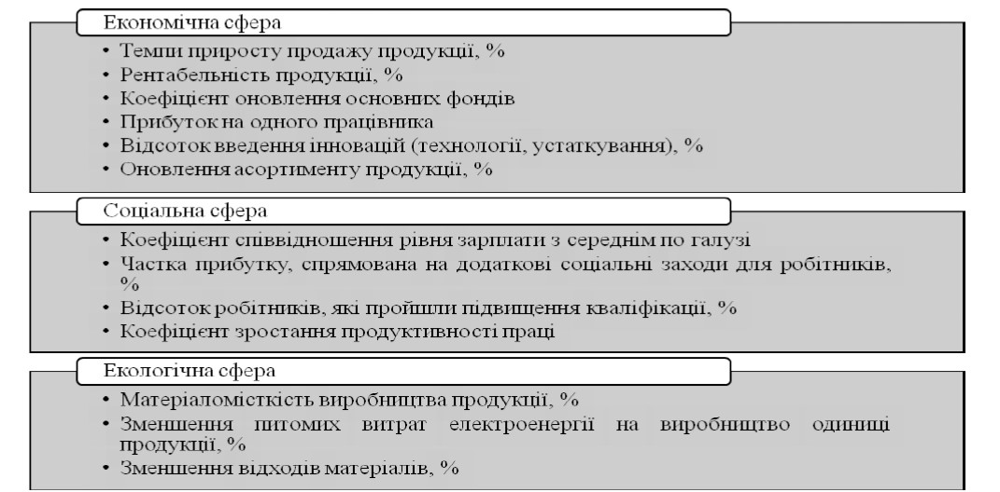 Економічна сфера
• Темпи приросту продажу продукції, %
• Рентабельність продукції, %
• Коефіцієнт оновлення основних фондів
• Прибуток на одного працівника
• Відсоток введення інновацій (технології, устаткування), %
• Оновлення асортименту продукції, %
Соціальна сфера
• Коефіцієнт співвідношення рівня зарплати з середнім по галузі
• Частка прибутку, спрямована на додаткові соціальні заходи для робітників,
%
• Відсоток робітників, які пройшли підвищення кваліфікації, %
• Коефіцієнт зростання продуктивності праці
Екологічна сфера
• Матеріаломісткість виробництва продукції, %
• Зменшення питомих витрат електроенергії на виробництво одиниці
продукції, %
• Зменшення відходів матеріалів, %